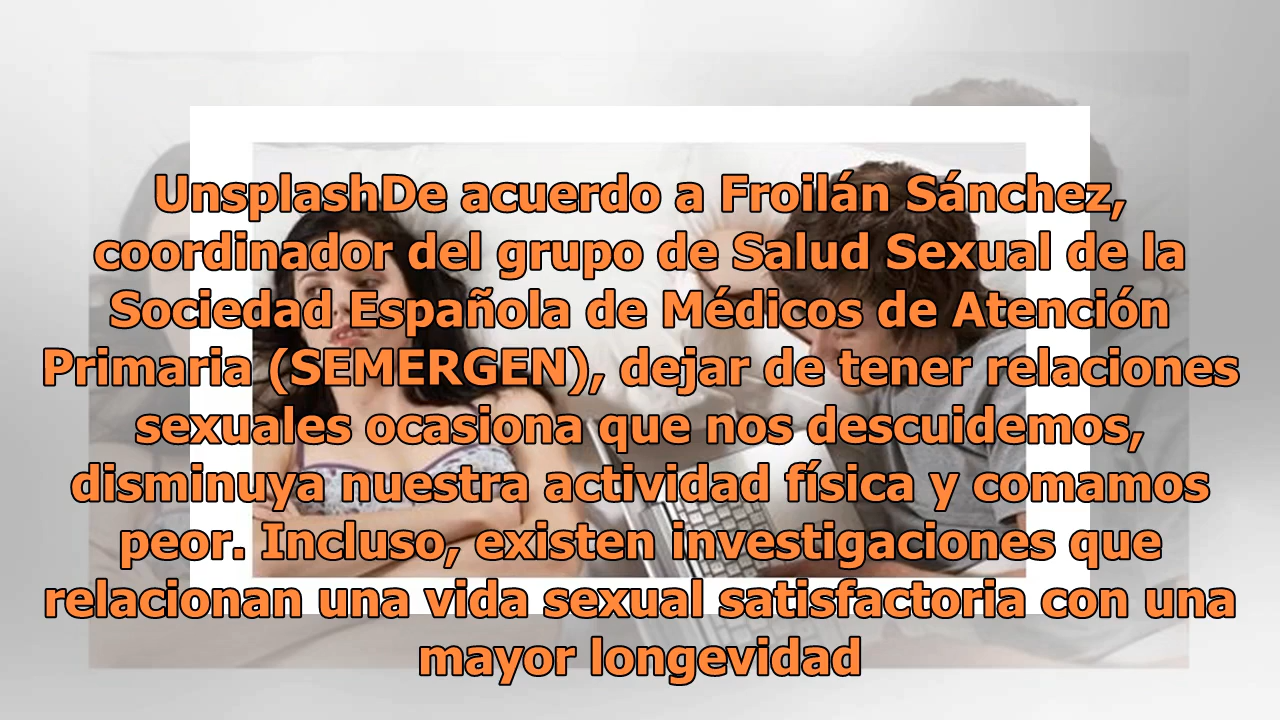 UnsplashDe acuerdo a Froilán Sánchez,
coordinador del grupo de Salud Sexual de la
Sociedad Española de Médicos de Atención
Primaria (SEMERGEN), dejar de tener relaciones
sexuales ocasiona que nos descuidemos,
disminuya nuestra actividad física y comamos
peor. Incluso, existen investigaciones que
relacionan una vida sexual satisfactoria con una
mayor longevidad